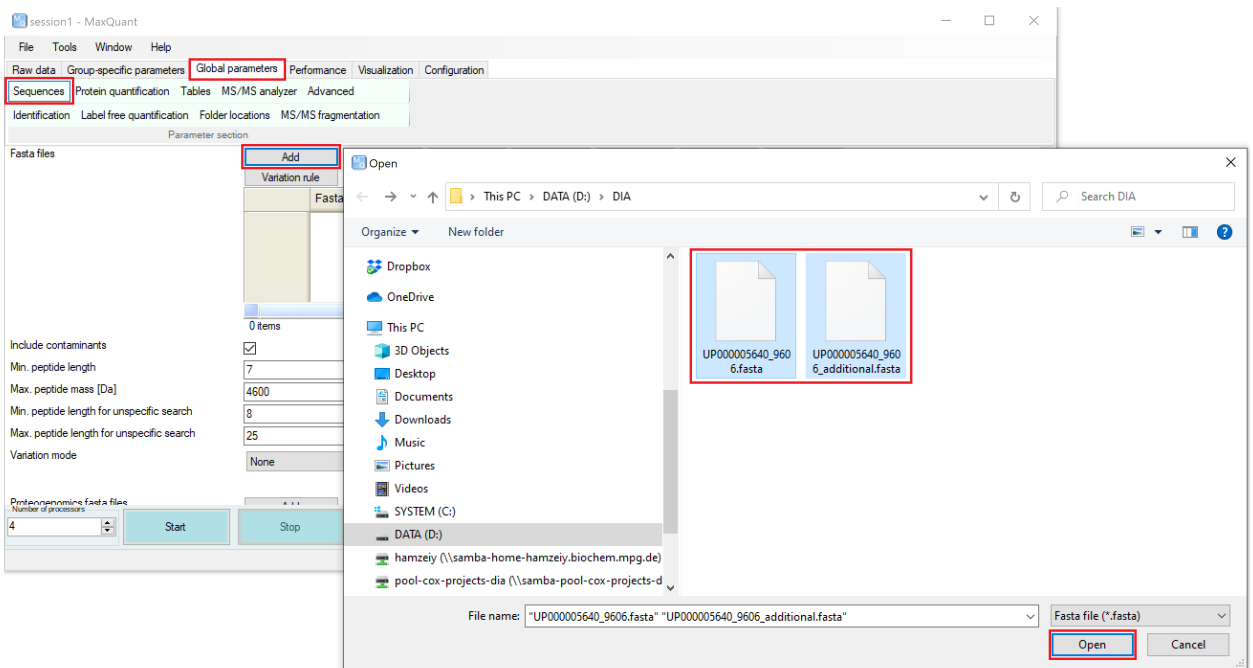 session1 - MaxQuant
File Tools Window Help
Raw data Group-specific parameters Global parameters Performance Visualization Configuration
Sequences Protein quantification Tables MS/MS analyzer Advanced
Identification Label free quantification Folder locations MS/MS fragmentation
Parameter section
Fasta files
Add
Variation rule
Fasta
0 items
Include contaminants
Min. peptide length
7
Max. peptide mass [Da]
4600
Min. peptide length for unspecific search
8
Max. peptide length for unspecific search
25
Variation mode
None
Proteogenomics fasta files
Add
Number of processors
4
Start
Stop
Open
This PC > DATA (D:) > DIA
Search DIA
Organize
New folder
Dropbox
OneDrive
This PC
3D Objects
Desktop
Documents
Downloads
Music
Pictures
Videos
SYSTEM (C:)
DATA (D:)
hamzeiy (\\samba-home-hamzeiy.biochem.mpg.de)
pool-cox-projects-dia (\\samba-pool-cox-projects-d
UP000005640_960
6.fasta
UP000005640_960
6_additional.fasta
File name: "UP000005640_9606.fasta" "UP000005640_9606_additional.fasta"
Fasta file (*.fasta)
Open
Cancel